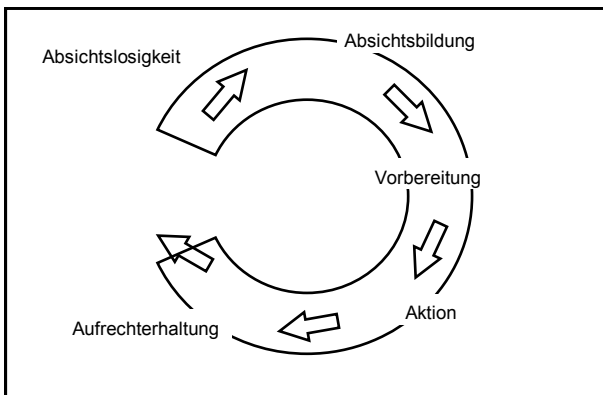 Absichtslosigkeit
Absichtsbildung
Vorbereitung
Aktion
Aufrechterhaltung